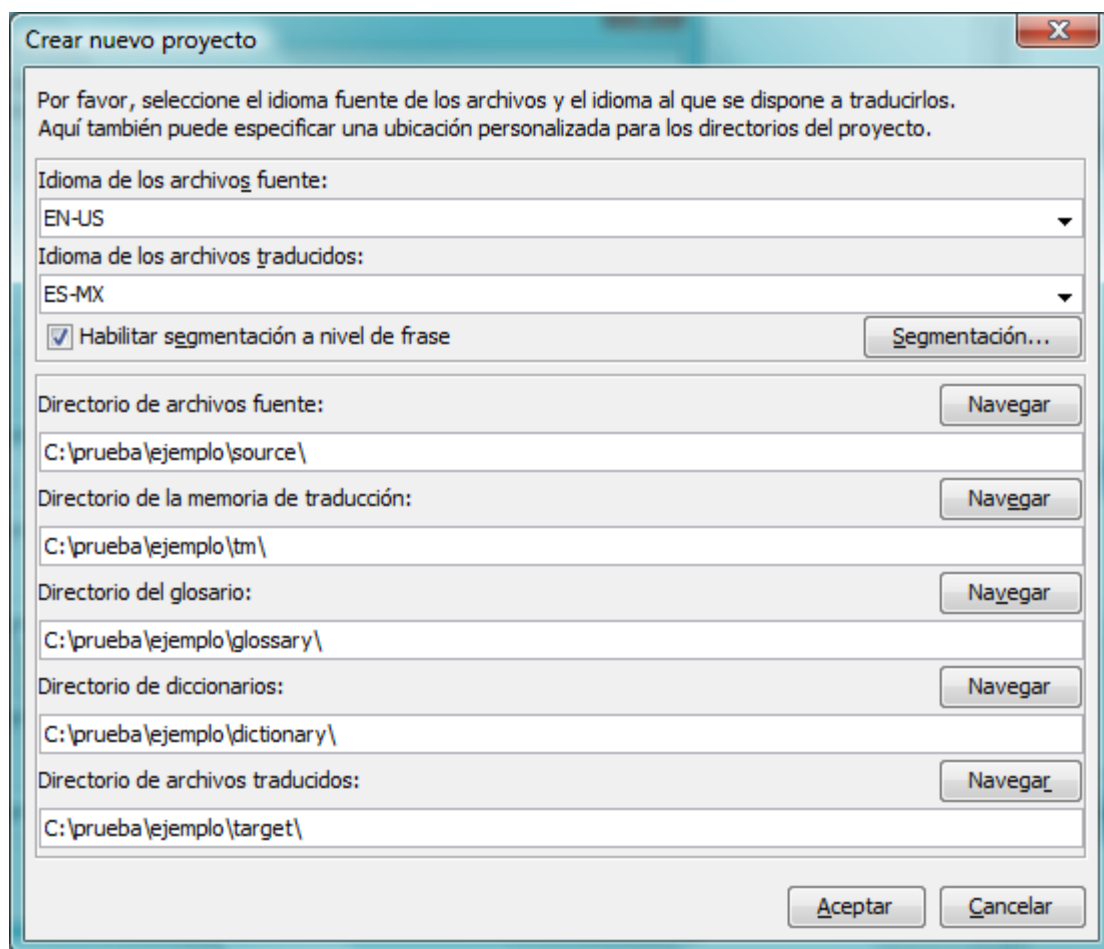 Crear nuevo proyecto
Por favor, seleccione el idioma fuente de los archivos y el idioma al que se dispone a traducirlos.
Aquí también puede especificar una ubicación personalizada para los directorios del proyecto.
Idioma de los archivos fuente:
EN-US
Idioma de los archivos traducidos:
ES-MX
Habilitar segmentación a nivel de frase
Segmentación...
Directorio de archivos fuente:
Navegar
C:\prueba\ejemplo\source\
Directorio de la memoria de traducción:
Navegar
C:\prueba\ejemplo\tm\
Directorio del glosario:
Navegar
C:\prueba\ejemplo\glossary\
Directorio de diccionarios:
Navegar
C:\prueba\ejemplo\dictionary\
Directorio de archivos traducidos:
Navegar
C:\prueba\ejemplo\target\
Aceptar
Cancelar